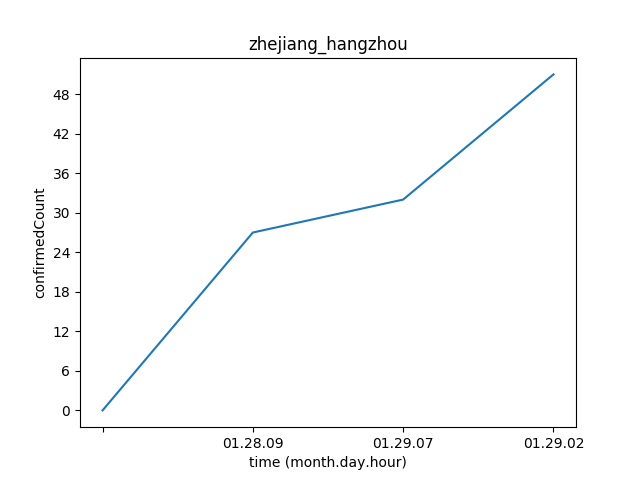 zhejiang_hangzhou
confirmedCount
48
42
36
30
24
18
12
6
0
01.28.09 01.29.07 01.29.02
time (month.day.hour)